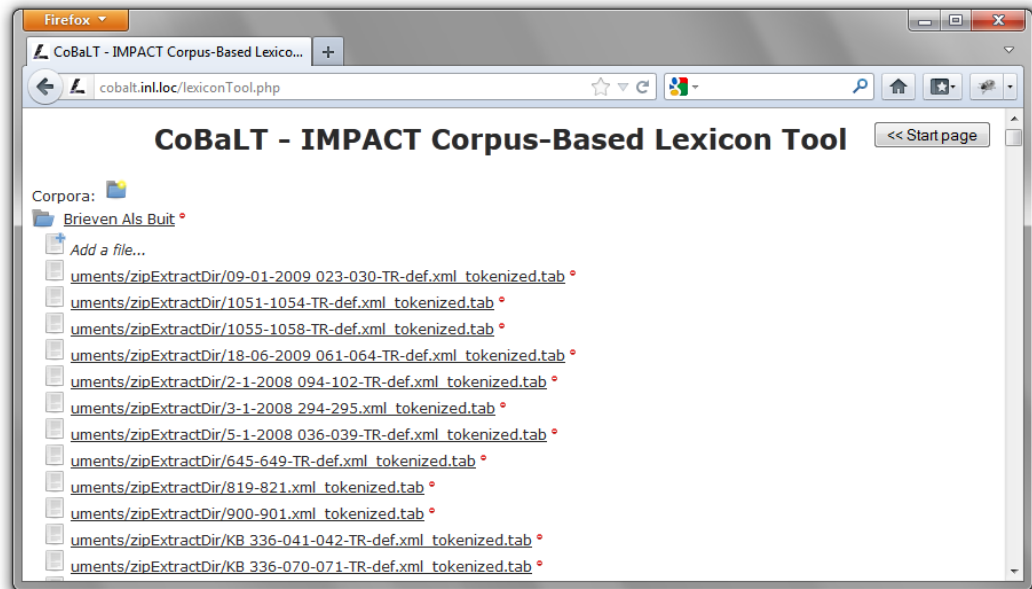 Firefox
CoBaLT - IMPACT Corpus-Based Lexico...
cobalt.inl.loc/lexiconTool.php
CoBaLT - IMPACT Corpus-Based Lexicon Tool
<< Start page
Corpora:
Brieven Als Buit
Add a file...
uments/zipExtractDir/09-01-2009 023-030-TR-def.xml_tokenized.tab
uments/zipExtractDir/1051-1054-TR-def.xml_tokenized.tab
uments/zipExtractDir/1055-1058-TR-def.xml_tokenized.tab
uments/zipExtractDir/18-06-2009 061-064-TR-def.xml_tokenized.tab
uments/zipExtractDir/2-1-2008 094-102-TR-def.xml_tokenized.tab
uments/zipExtractDir/3-1-2008 294-295.xml_tokenized.tab
uments/zipExtractDir/5-1-2008 036-039-TR-def.xml_tokenized.tab
uments/zipExtractDir/645-649-TR-def.xml_tokenized.tab
uments/zipExtractDir/819-821.xml_tokenized.tab
uments/zipExtractDir/900-901.xml_tokenized.tab
uments/zipExtractDir/KB 336-041-042-TR-def.xml_tokenized.tab
uments/zipExtractDir/KB 336-070-071-TR-def.xml_tokenized.tab